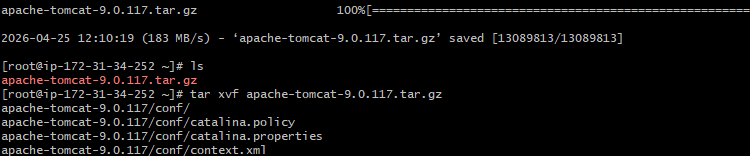 apache-tomcat-9.0.117.tar.gz 100%[======================================================
2026-04-25 12:10:19 (183 MB/s) - ‘apache-tomcat-9.0.117.tar.gz’ saved [13089813/13089813]
[root@ip-172-31-34-252 ~]# ls
apache-tomcat-9.0.117.tar.gz
[root@ip-172-31-34-252 ~]# tar xvf apache-tomcat-9.0.117.tar.gz
apache-tomcat-9.0.117/conf/
apache-tomcat-9.0.117/conf/catalina.policy
apache-tomcat-9.0.117/conf/catalina.properties
apache-tomcat-9.0.117/conf/context.xml